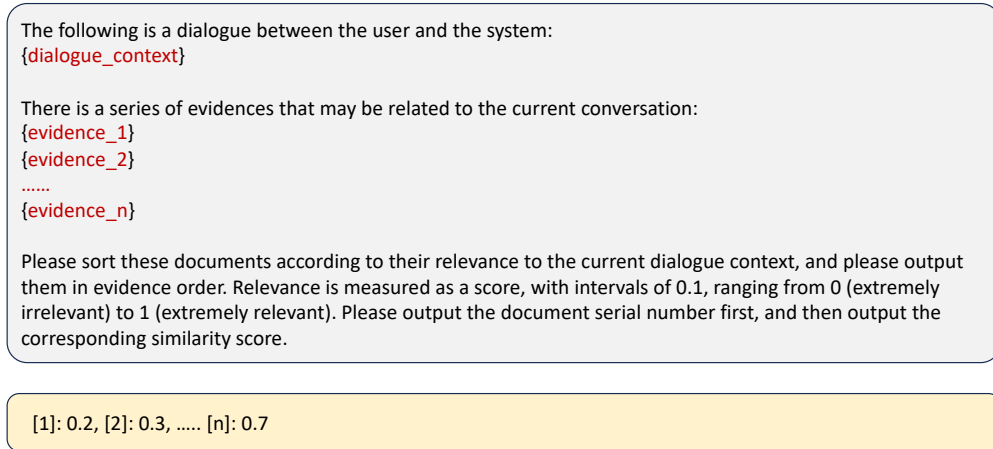 The following is a dialogue between the user and the system:
{dialogue_context}
There is a series of evidences that may be related to the current conversation:
{evidence_1}
{evidence_2}
......
{evidence_n}
Please sort these documents according to their relevance to the current dialogue context, and please output
them in evidence order. Relevance is measured as a score, with intervals of 0.1, ranging from 0 (extremely
irrelevant) to 1 (extremely relevant). Please output the document serial number first, and then output the
corresponding similarity score.
[1]: 0.2, [2]: 0.3, ..... [n]: 0.7